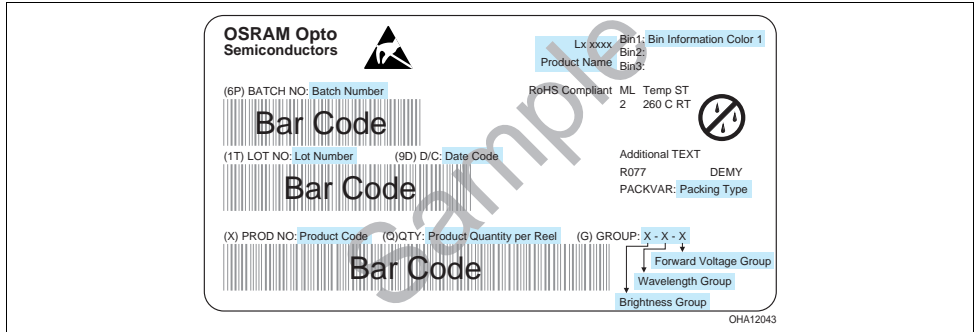 OSRAM Opto
Semiconductors
Lx xxxx
Product Name
Bin1: Bin Information Color 1
Bin2:
Bin3:
(6P) BATCH NO: Batch Number
Bar Code
RoHS Compliant
ML Temp ST
2 260 C RT
(1T) LOT NO: Lot Number (9D) D/C: Date Code
Bar Code
Additional TEXT
R077 DEMY
PACKVAR: Packing Type
(X) PROD NO: Product Code (Q)QTY: Product Quantity per Reel (G) GROUP: X - X - X
Bar Code
Forward Voltage Group
Wavelength Group
Brightness Group
Sample
OHA12043